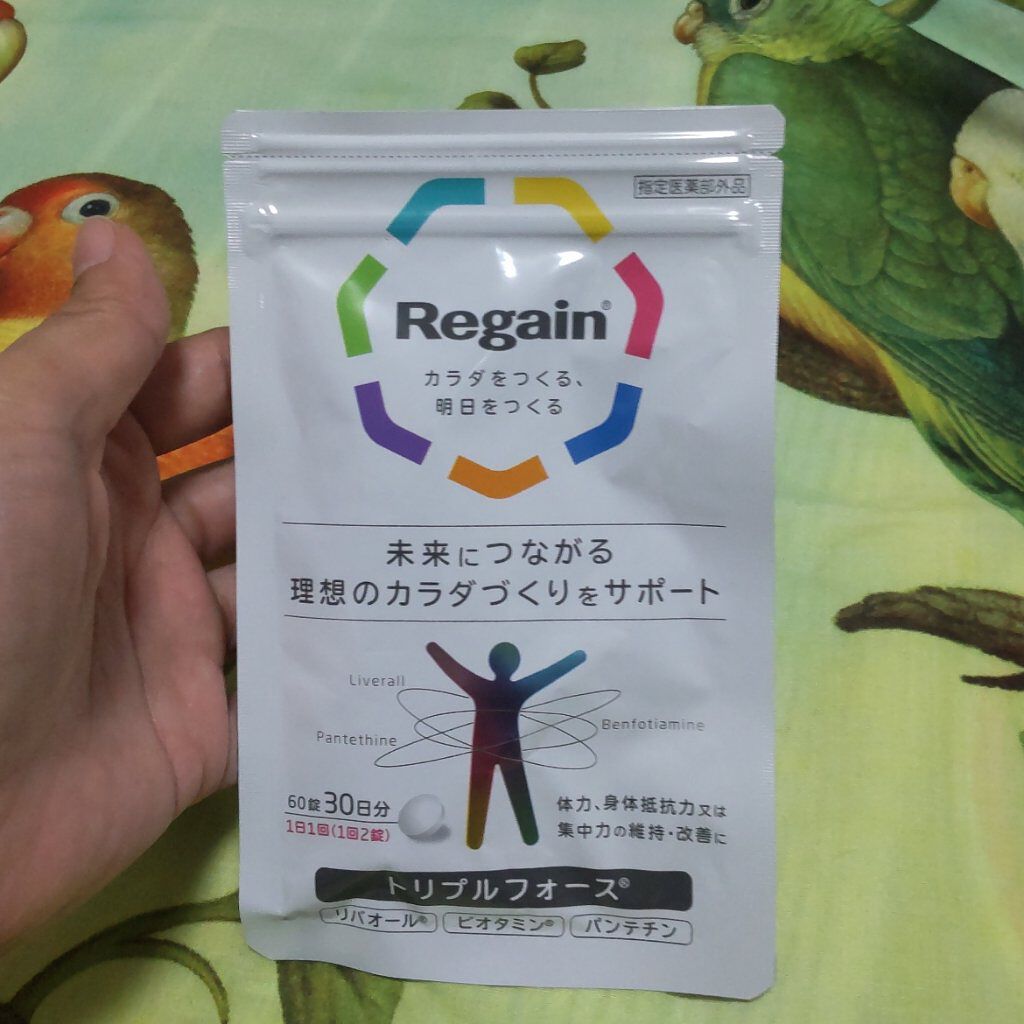 指定医薬部外品
Regain®
カラダをつくる、
明日をつくる
未来につながる
理想のカラダづくりをサポート
Liverall
Benfotiamine
Pantethine
60錠30日分
1日1回(1回2錠)
体力、身体抵抗力又は
集中力の維持・改善に
トリプルフォース®
リバオール® ビオタミン® パンテチン